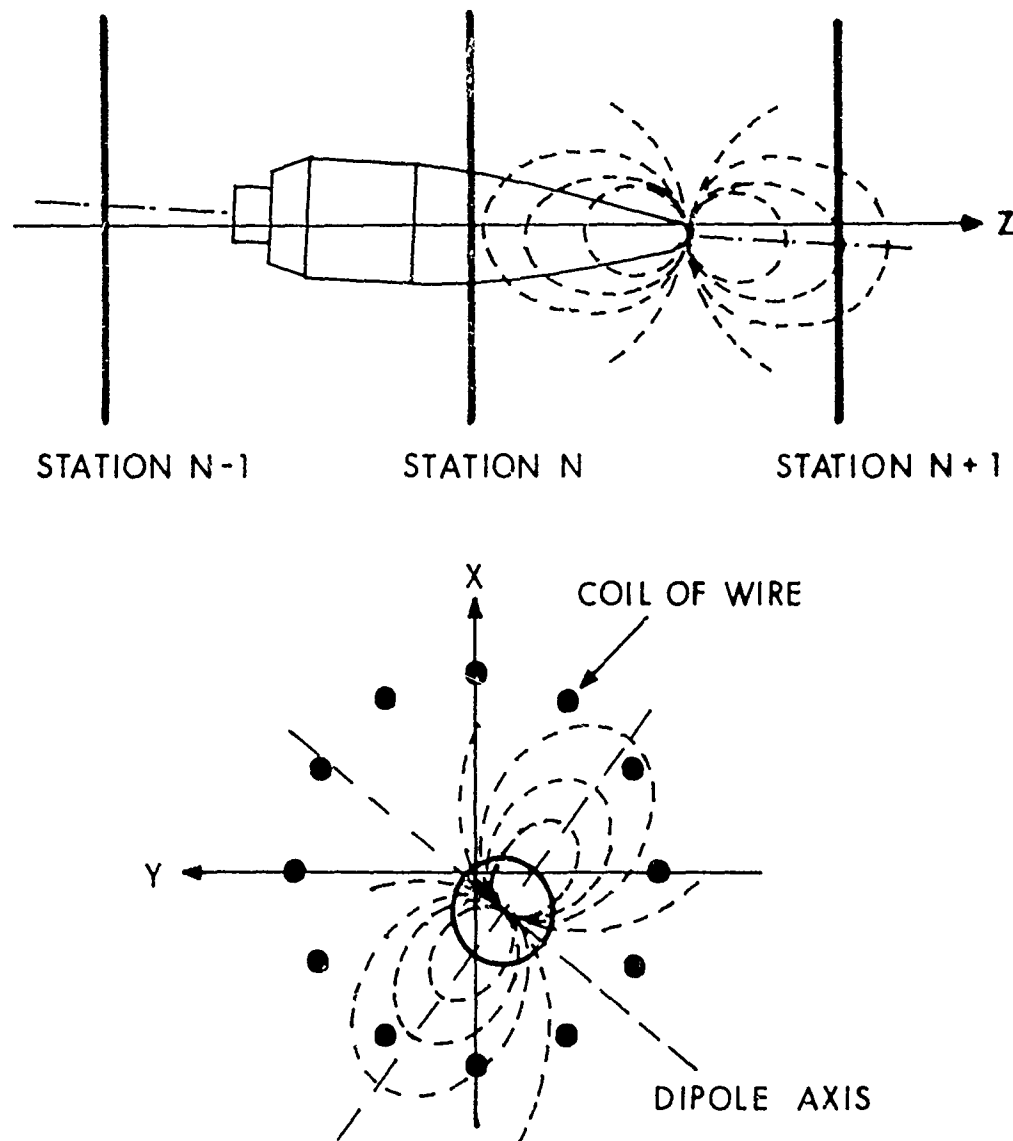 Z
STATION N-1
STATION N
STATION N+1
X
COIL OF WIRE
Y
DIPOLE AXIS